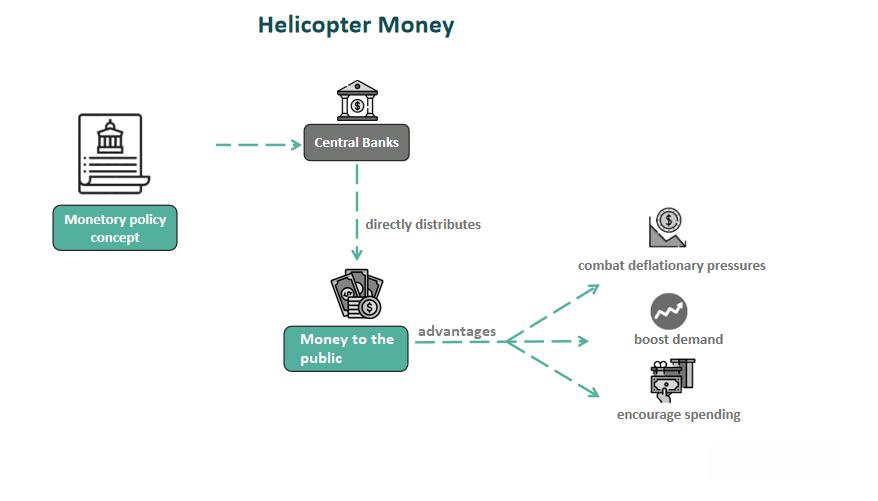 Helicopter Money
Central Banks
Monetory policy
concept
directly distributes
combat deflationary pressures
Money to the
public
advantages
boost demand
encourage spending